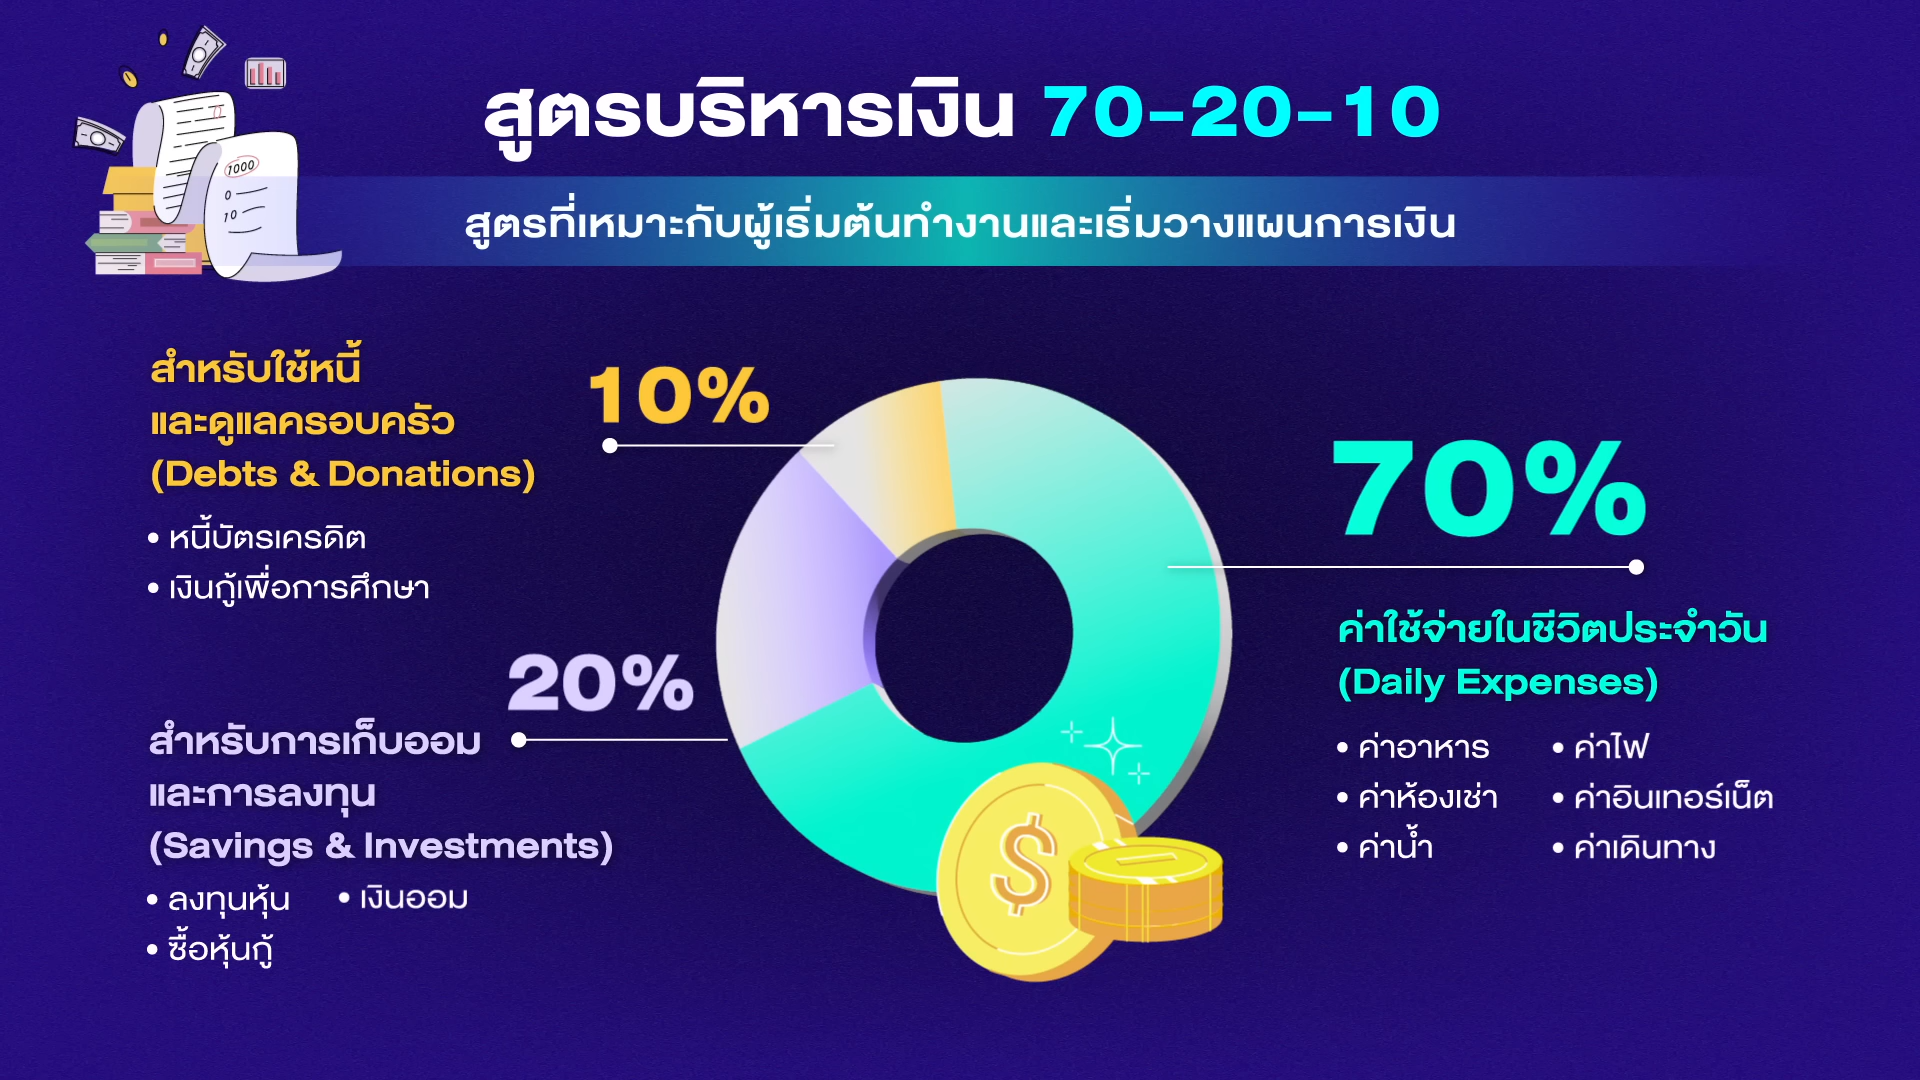 สูตรบริหารเงิน 70-20-10
สูตรที่เหมาะกับผู้เริ่มต้นทำงานและเริ่มวางแผนการเงิน
1000
0
10
สำหรับใช้หนี้
และดูแลครอบครัว
(Debts & Donations)
• หนี้บัตรเครดิต
• เงินกู้เพื่อการศึกษา
10%
20%
สำหรับการเก็บออม
และการลงทุน
(Savings & Investments)
• ลงทุนหุ้น • เงินออม
• ซื้อหุ้นกู้
70%
ค่าใช้จ่ายในชีวิตประจำวัน
(Daily Expenses)
• ค่าอาหาร • ค่าไฟ
• ค่าห้องเช่า • ค่าอินเทอร์เน็ต
• ค่าน้ำ • ค่าเดินทาง
$